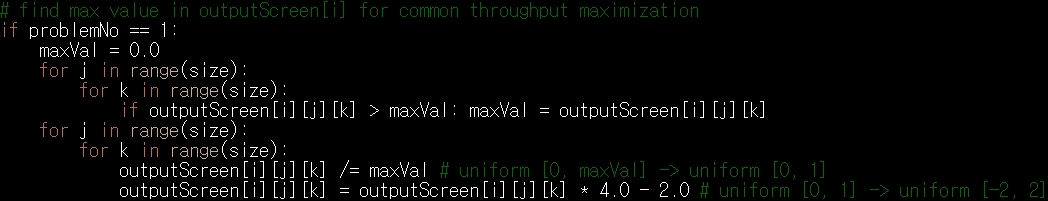 # find max value in outputScreen[i] for common throughput maximization
if problemNo == 1:
    maxVal = 0.0
    for j in range(size):
        for k in range(size):
            if outputScreen[i][j][k] > maxVal: maxVal = outputScreen[i][j][k]
    for j in range(size):
        for k in range(size):
            outputScreen[i][j][k] /= maxVal # uniform [0, maxVal] -> uniform [0, 1]
            outputScreen[i][j][k] = outputScreen[i][j][k] * 4.0 - 2.0 # uniform [0, 1] -> uniform [-2, 2]